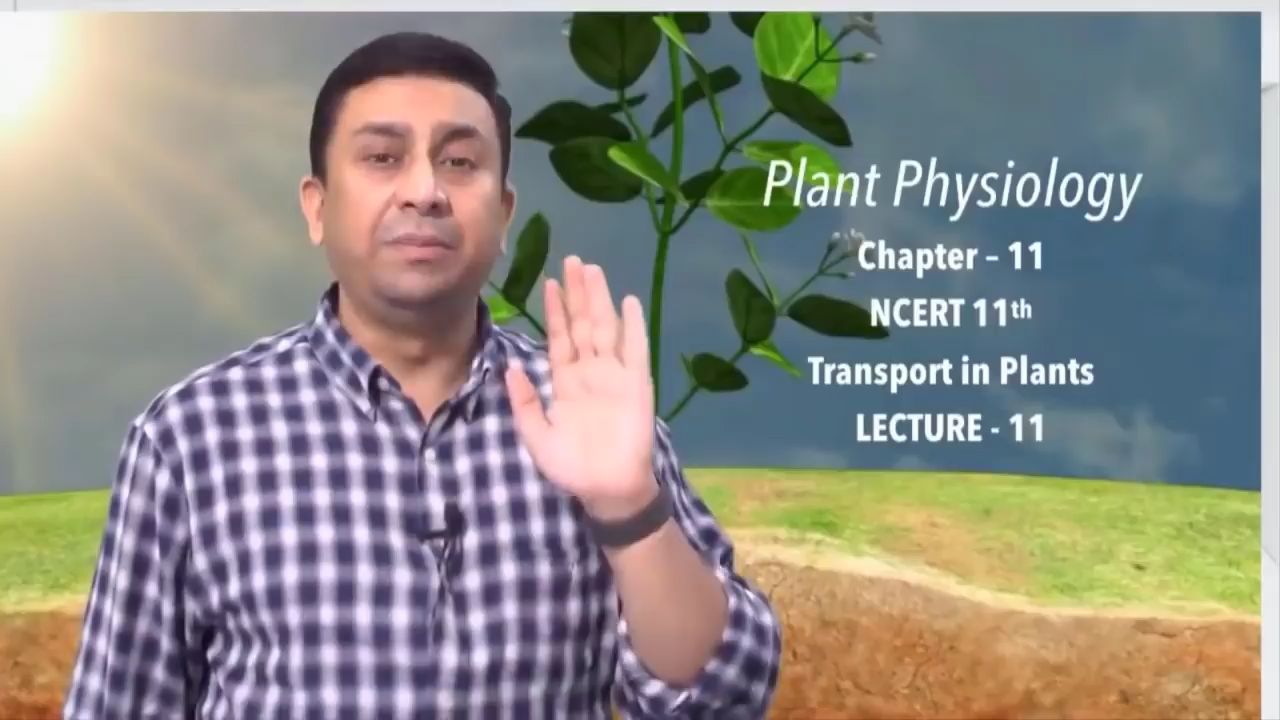 Plant Physiology
Chapter – 11
NCERT 11th
Transport in Plants
LECTURE - 11